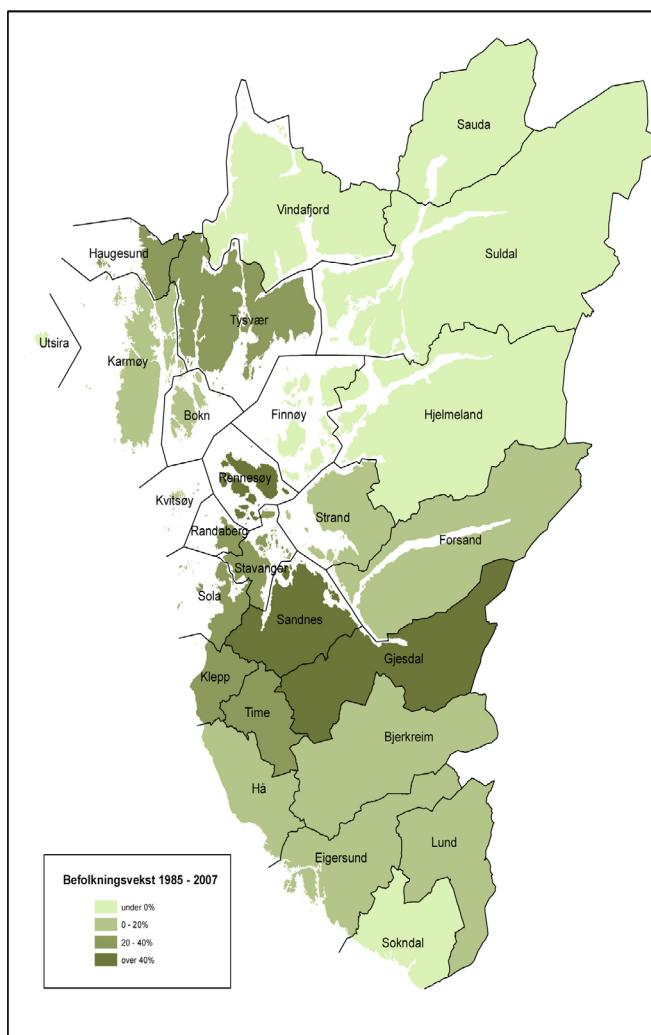 Sauda
Vindafjord
Suldal
Haugesund
Tysvær
Utsira
Karmøy
Bokn
Finnøy
Hjelmeland
Rennesøy
Kvitsøy
Strand
Randaberg
Forsand
Stavanger
Sola
Sandnes
Gjesdal
Klepp
Time
Bjerkreim
Hå
Lund
Eigersund
Sokndal
Befolkningsvekst 1985 - 2007
under 0%
0 - 20%
20 - 40%
over 40%